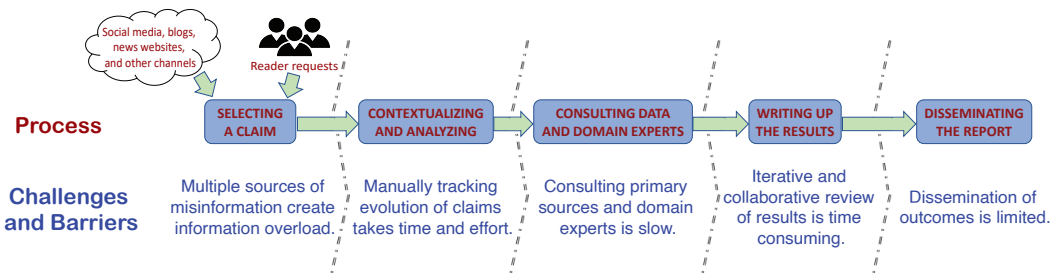 Social media, blogs,
news websites,
and other channels
Reader requests
Process
SELECTING
A CLAIM
CONTEXTUALIZING
AND ANALYZING
CONSULTING DATA
AND DOMAIN EXPERTS
WRITING UP
THE RESULTS
DISSEMINATING
THE REPORT
Challenges
and Barriers
Multiple sources of
misinformation create
information overload.
Manually tracking
evolution of claims
takes time and effort.
Consulting primary
sources and domain
experts is slow.
Iterative and
collaborative review
of results is time
consuming.
Dissemination of
outcomes is limited.